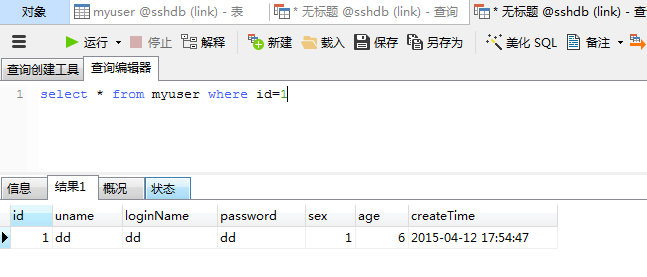 对象 myuser @sshdb (link) - 表 * 无标题 @sshdb (link) - 查询 * 无标题 @sshdb (link) - 查
运行 停止 解释 新建 载入 保存 另存为 美化 SQL 备注
查询创建工具 查询编辑器
1 select * from myuser where id=1
信息 结果1 概况 状态
id uname loginName password sex age createTime
1 dd dd dd 1 6 2015-04-12 17:54:47